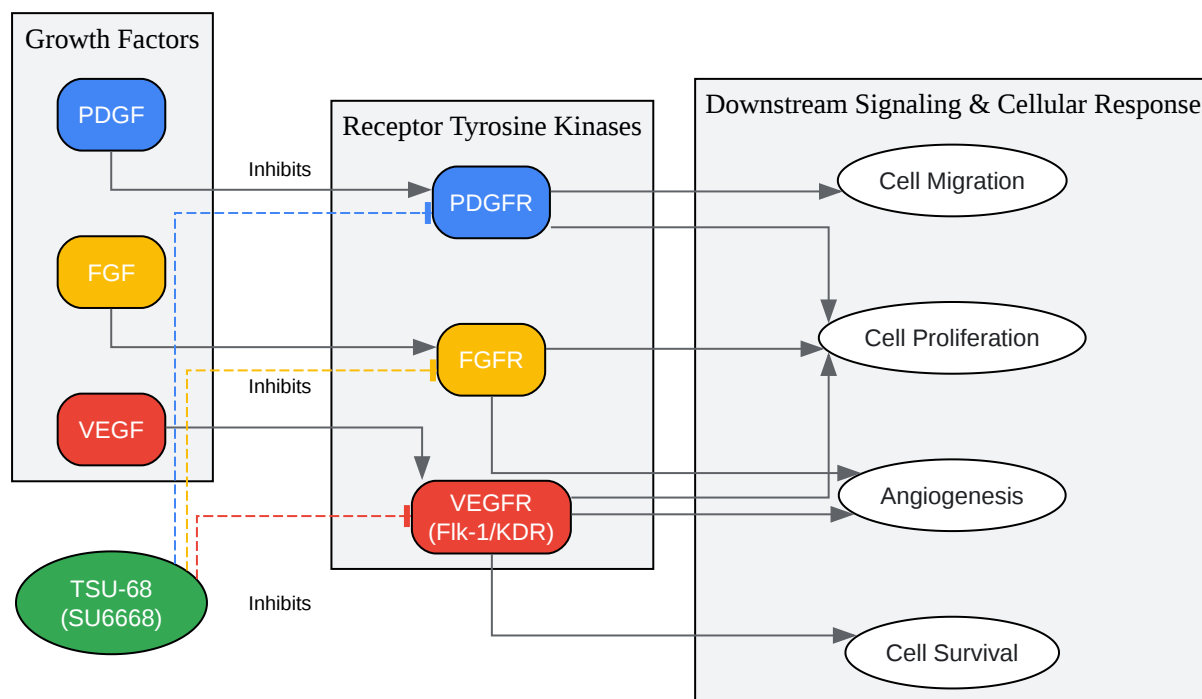 Growth Factors
PDGF
FGF
VEGF
TSU-68
(SU6668)
Inhibits
Inhibits
Inhibits
Receptor Tyrosine Kinases
PDGFR
FGFR
VEGFR
(Flk-1/KDR)
Downstream Signaling & Cellular Response
Cell Migration
Cell Proliferation
Angiogenesis
Cell Survival